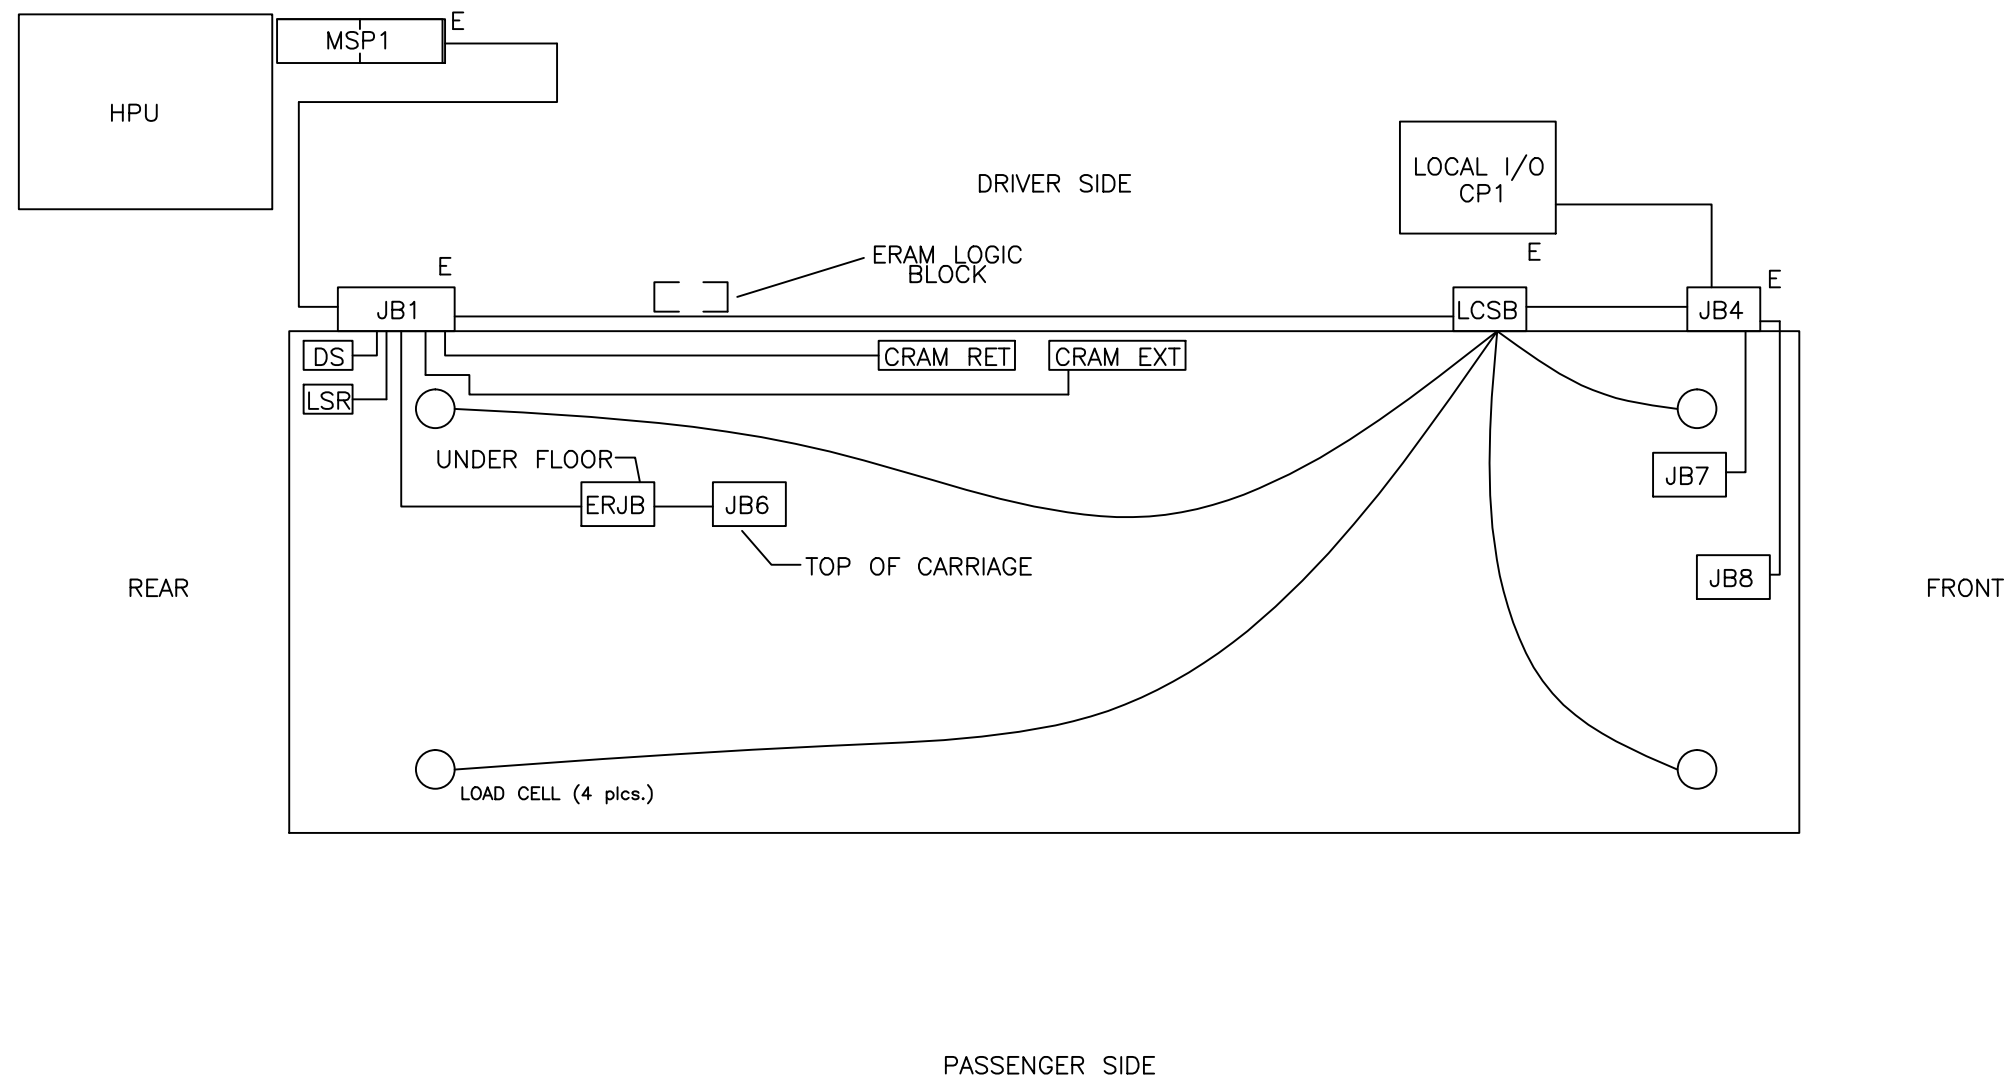 E
MSP1
HPU
LOCAL I/O
CP1
DRIVER SIDE
E
ERAM LOGIC
BLOCK
E
E
JB1
LCSB
JB4
DS
CRAM RET
CRAM EXT
LSR
UNDER FLOOR
JB7
ERJB
JB6
TOP OF CARRIAGE
JB8
REAR
FRONT
LOAD CELL (4 plcs.)
PASSENGER SIDE